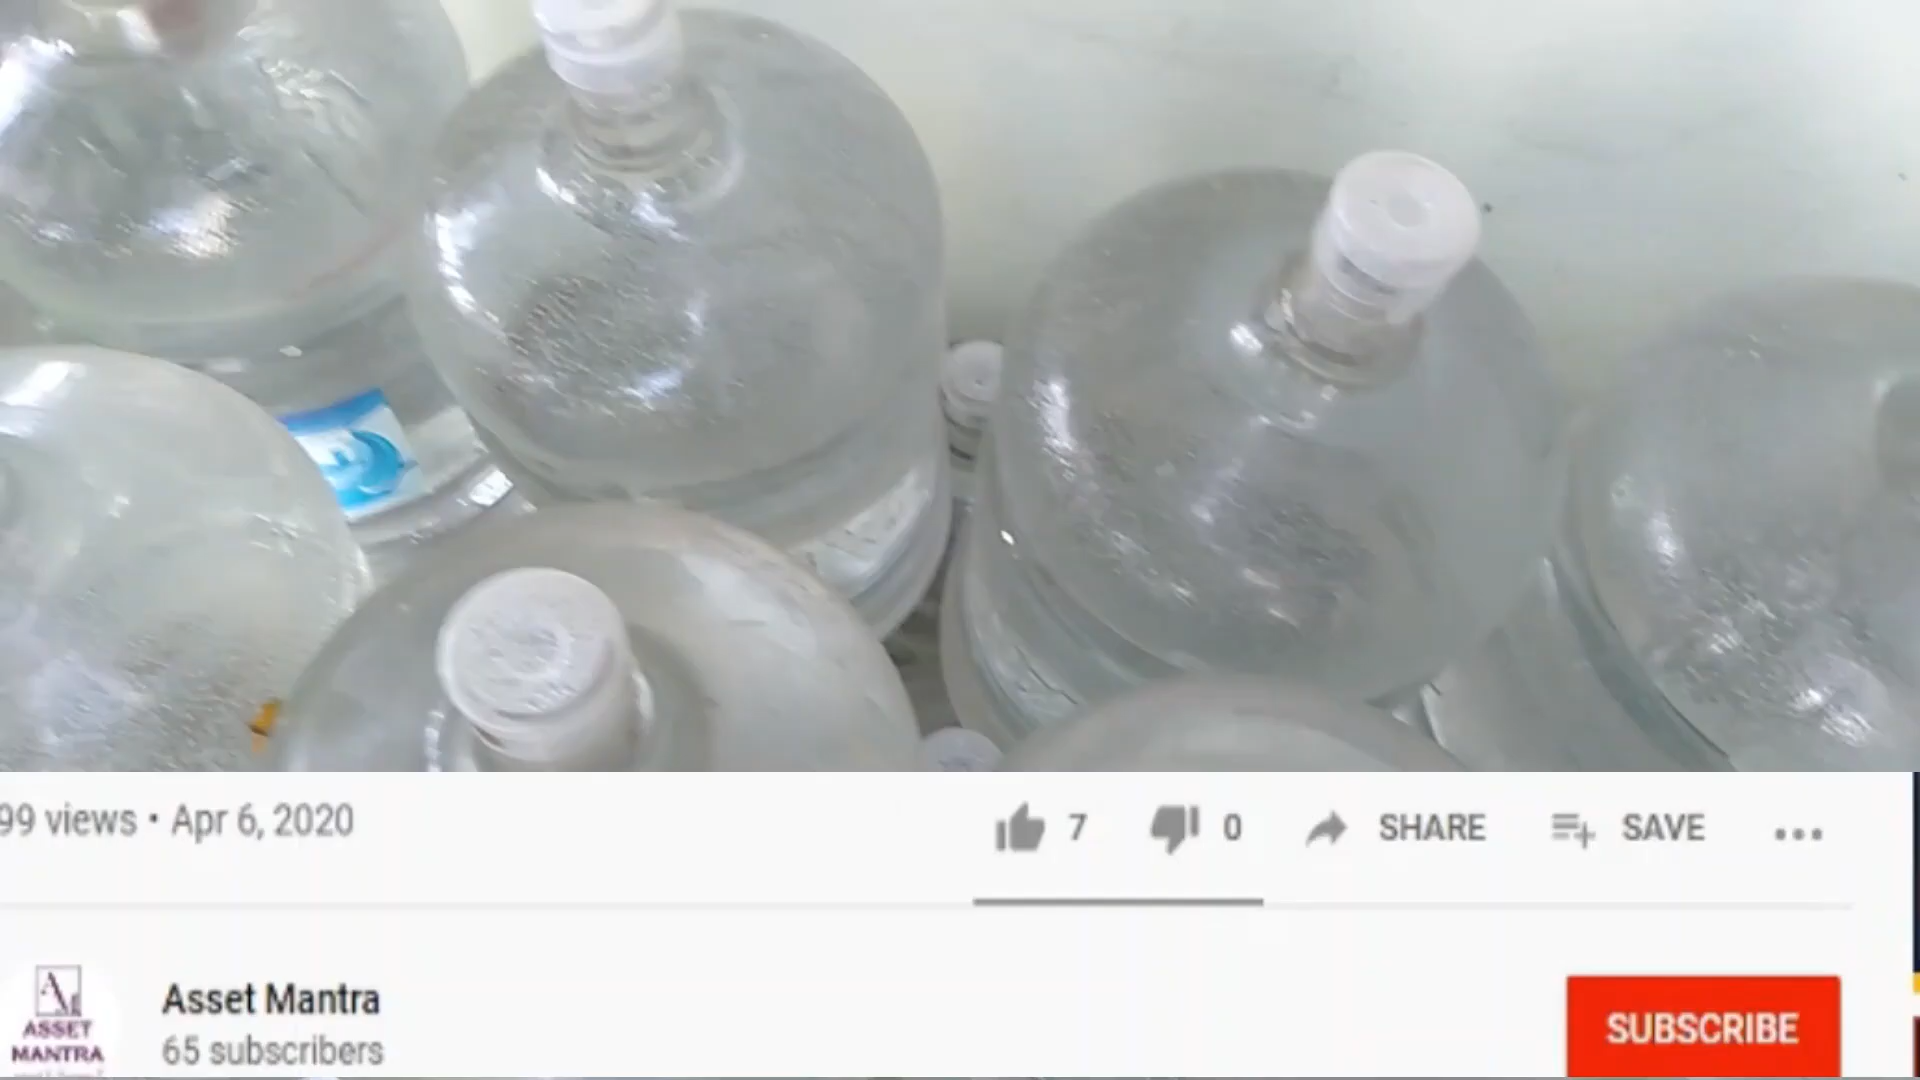 99 views • Apr 6, 2020
7
0
SHARE
SAVE
Asset Mantra
65 subscribers
ASSET
MANTRA
SUBSCRIBE